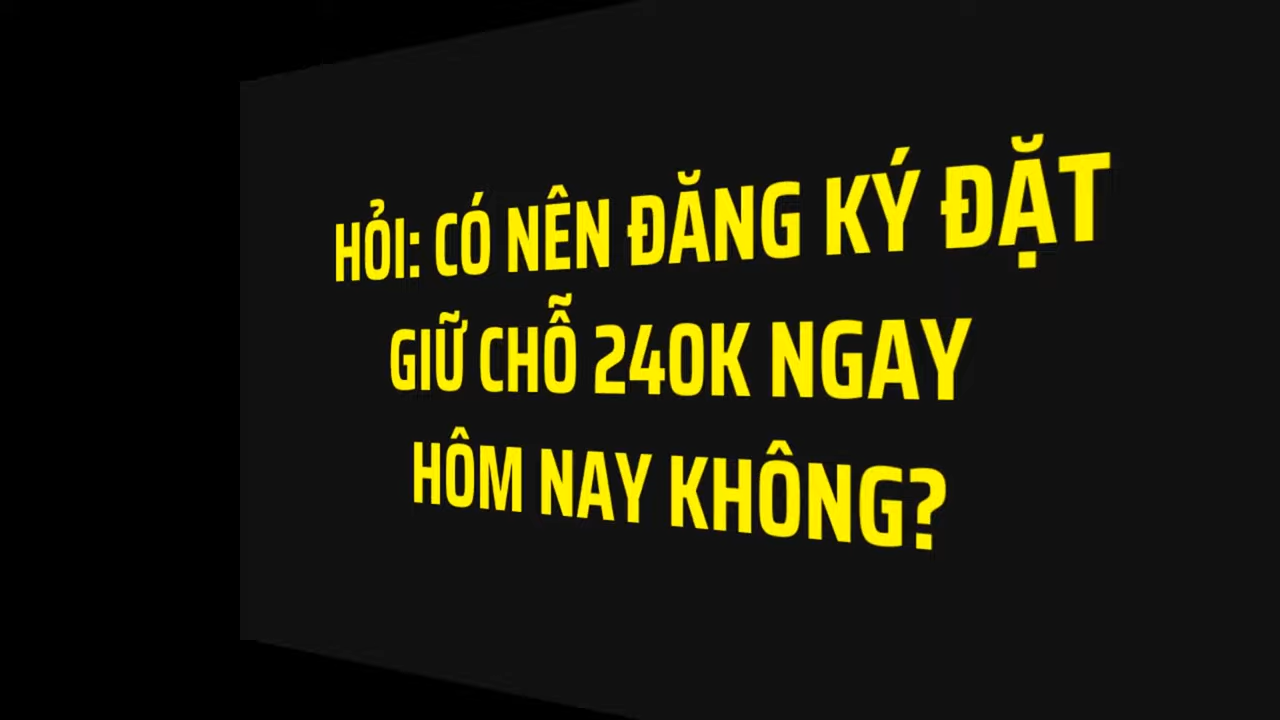 HỎI: CÓ NÊN ĐĂNG KÝ ĐẶT
GIỮ CHỖ 240K NGAY
HÔM NAY KHÔNG?